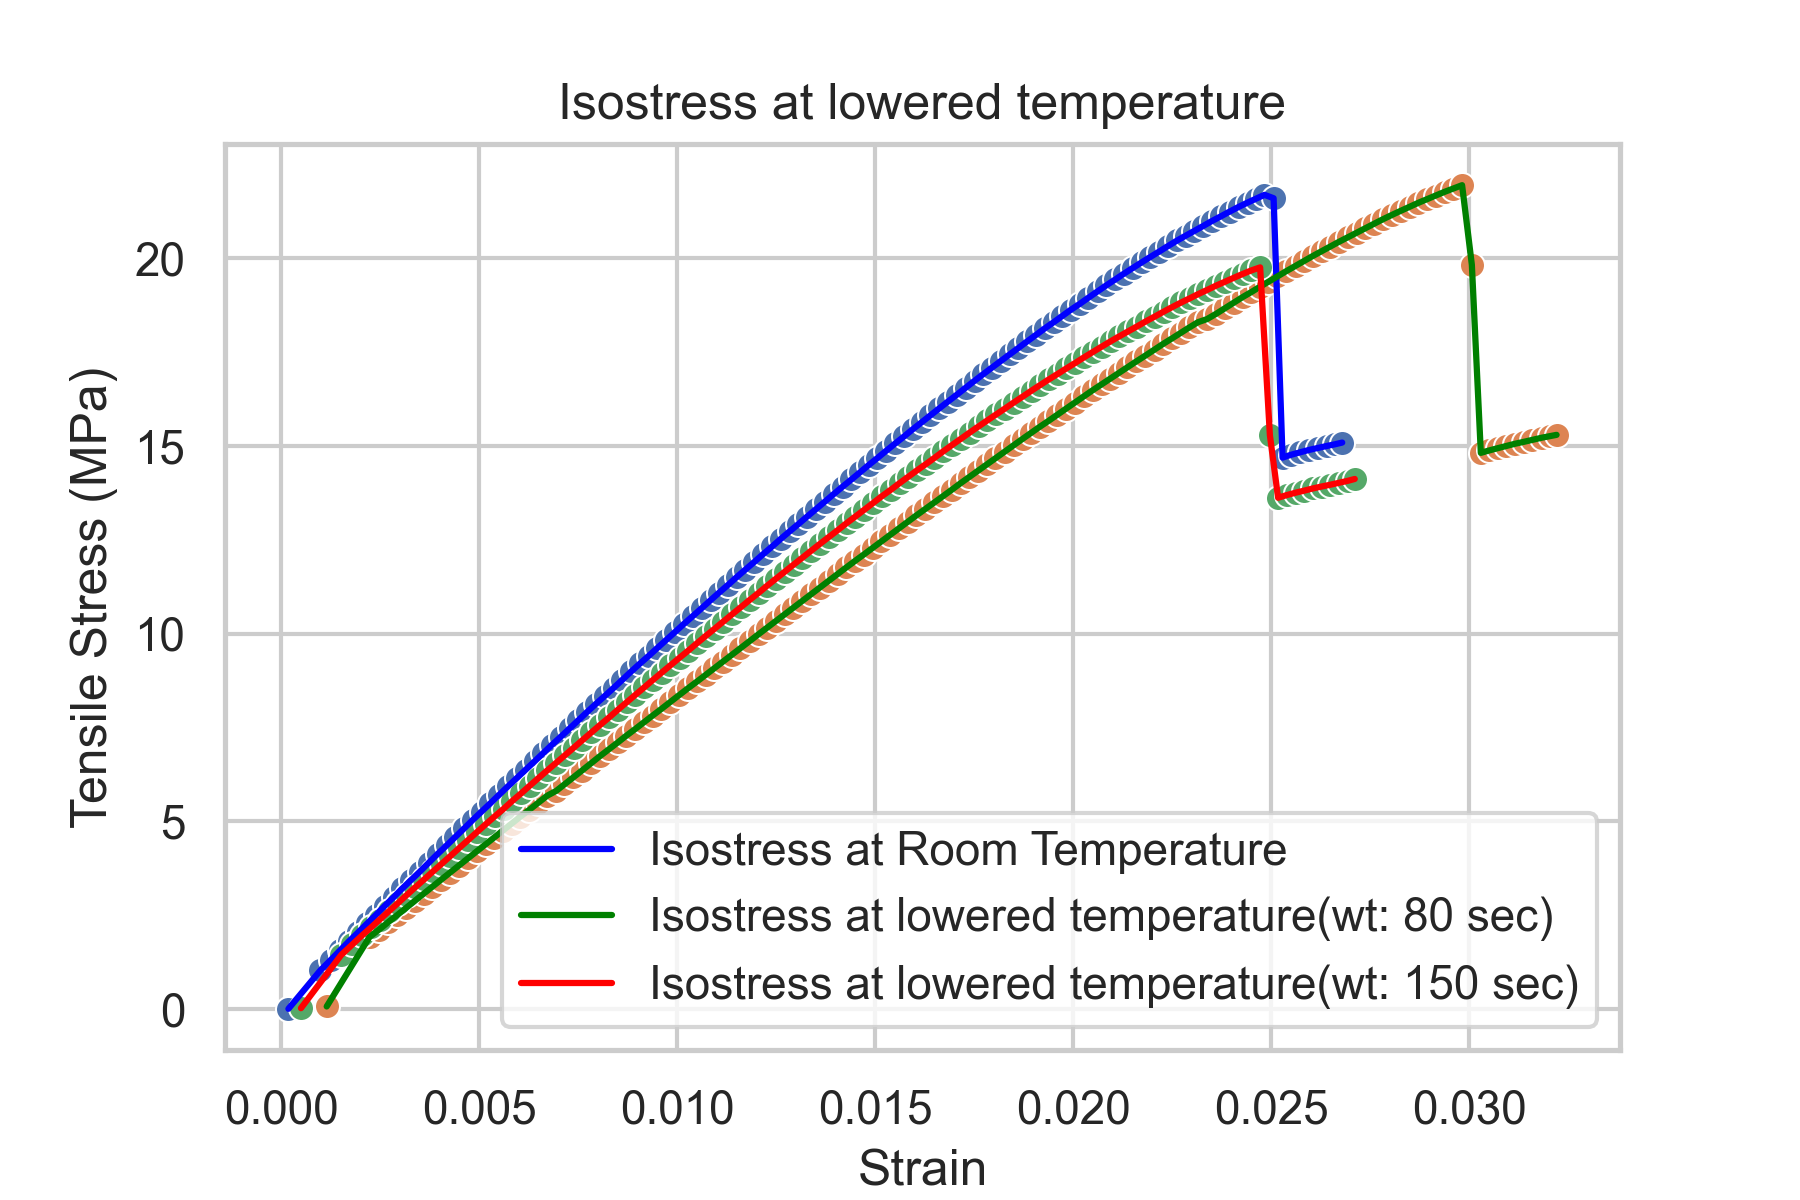 Isostress at lowered temperature
Tensile Stress (MPa)
20
15
10
5
0
Isostress at Room Temperature
Isostress at lowered temperature(wt: 80 sec)
Isostress at lowered temperature(wt: 150 sec)
0.000 0.005 0.010 0.015 0.020 0.025 0.030
Strain